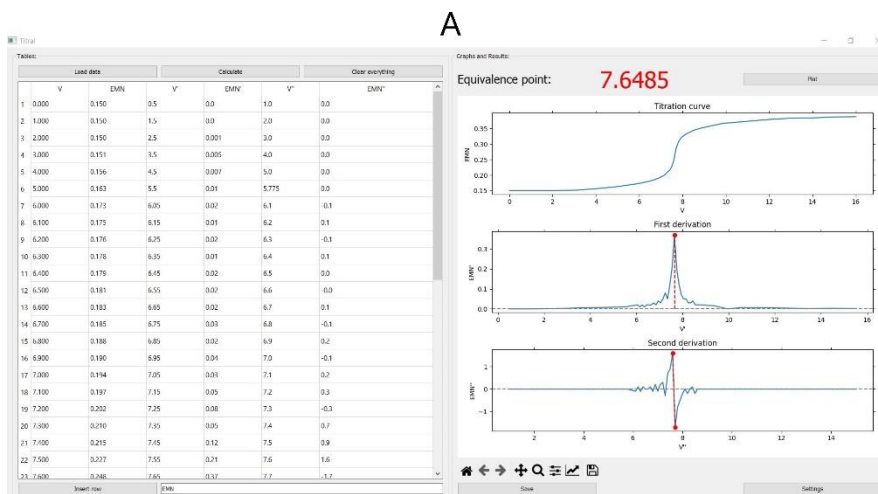 A
Titral
Tables:
Load data Calculate Clear everything
V EMN V' EMN' V'' EMN''
1 0.000 0.150 0.5 0.0 1.0 0.0
2 1.000 0.150 1.5 0.0 2.0 0.0
3 2.000 0.150 2.5 0.001 3.0 0.0
4 3.000 0.151 3.5 0.005 4.0 0.0
5 4.000 0.156 4.5 0.007 5.0 0.0
6 5.000 0.163 5.5 0.01 5.775 0.0
7 6.000 0.173 6.05 0.02 6.1 -0.1
8 6.100 0.175 6.15 0.01 6.2 0.1
9 6.200 0.176 6.25 0.02 6.3 -0.1
10 6.300 0.178 6.35 0.01 6.4 0.1
11 6.400 0.179 6.45 0.02 6.5 0.0
12 6.500 0.181 6.55 0.02 6.6 -0.0
13 6.600 0.183 6.65 0.02 6.7 0.1
14 6.700 0.185 6.75 0.03 6.8 -0.1
15 6.800 0.188 6.85 0.02 6.9 0.2
16 6.900 0.190 6.95 0.04 7.0 -0.1
17 7.000 0.194 7.05 0.03 7.1 0.2
18 7.100 0.197 7.15 0.05 7.2 0.3
19 7.200 0.202 7.25 0.08 7.3 -0.3
20 7.300 0.210 7.35 0.05 7.4 0.7
21 7.400 0.215 7.45 0.12 7.5 0.9
22 7.500 0.227 7.55 0.21 7.6 1.6
23 7.600 0.248 7.65 0.37 7.7 -1.7
Insert row EMN
Graphs and Results:
Equivalence point: 7.6485 Plot
Titration curve
EMN
0.35
0.30
0.25
0.20
0.15
0 2 4 6 8 10 12 14 16
V
First derivation
EMN'
0.3
0.2
0.1
0.0
0 2 4 6 8 10 12 14 16
V'
Second derivation
EMN''
1
0
−1
2 4 6 8 10 12 14
V''
Save Settings